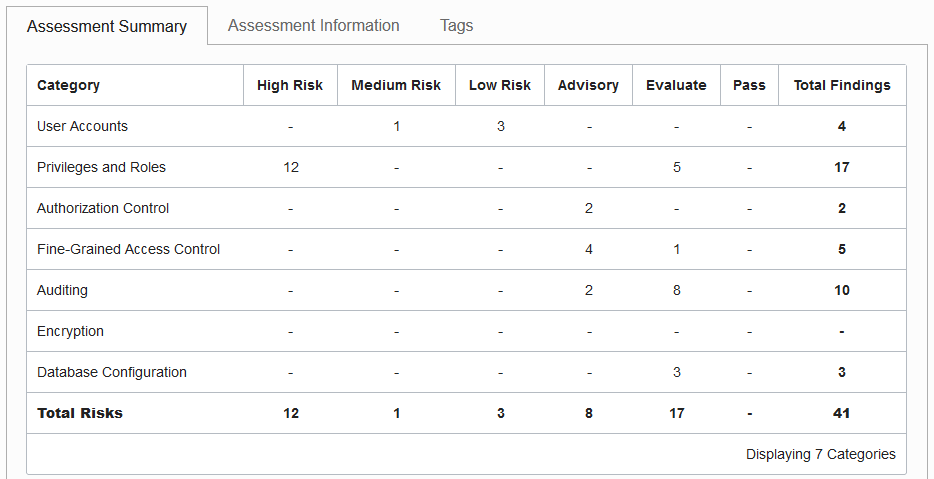 Assessment Summary Assessment Information Tags
Category High Risk Medium Risk Low Risk Advisory Evaluate Pass Total Findings
User Accounts - 1 3 - - - 4
Privileges and Roles 12 - - - 5 - 17
Authorization Control - - - 2 - - 2
Fine-Grained Access Control - - - 4 1 - 5
Auditing - - - 2 8 - 10
Encryption - - - - - - -
Database Configuration - - - - 3 - 3
Total Risks 12 1 3 8 17 - 41
Displaying 7 Categories